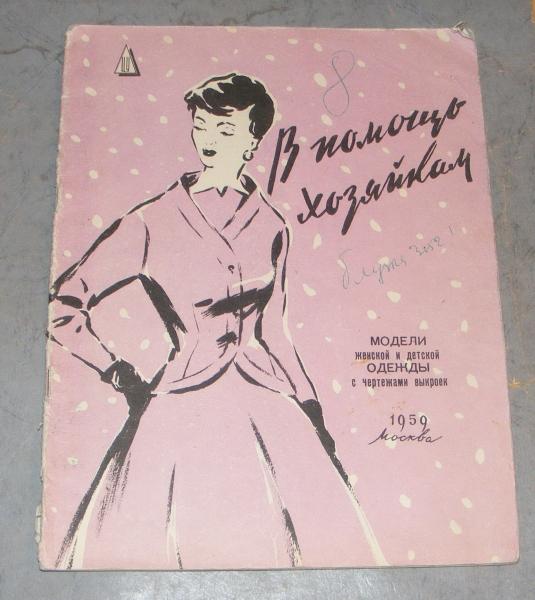 8
В помощь
хозяйкам
МОДЕЛИ
женской и детской
ОДЕЖДЫ
с чертежами выкроек
1959
Москва